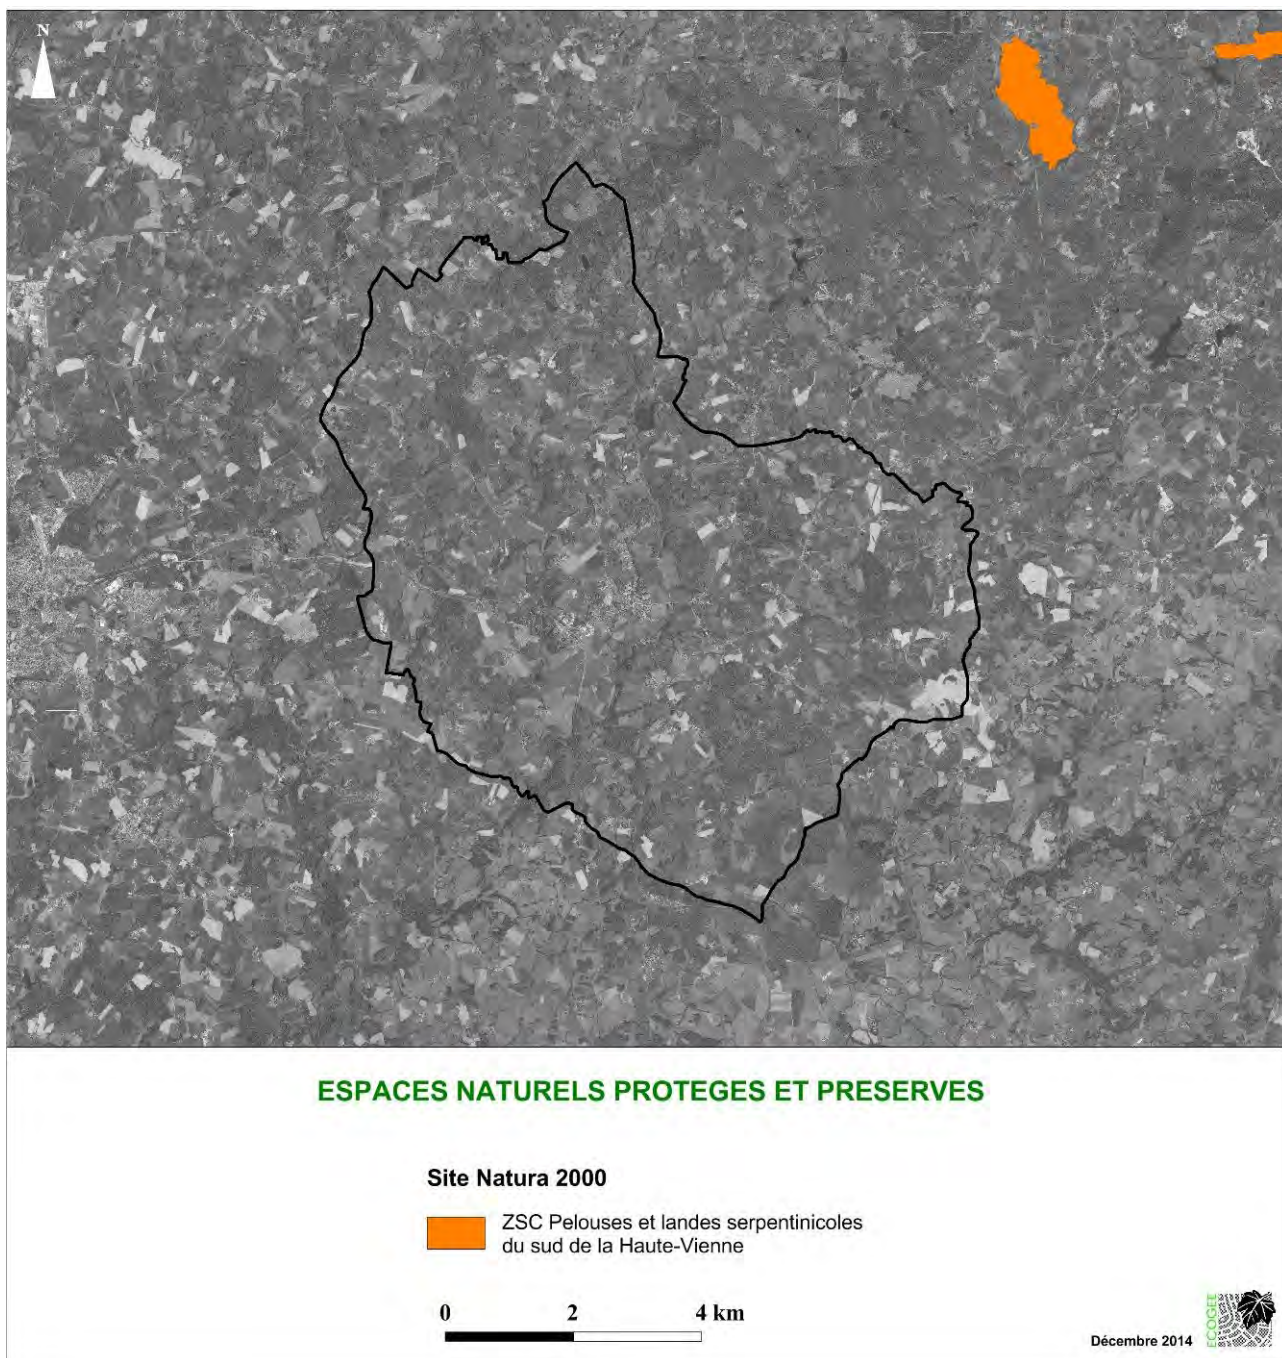 N
ESPACES NATURELS PROTEGES ET PRESERVES
Site Natura 2000
ZSC Pelouses et landes serpentinicoles
du sud de la Haute-Vienne
0 2 4 km
Décembre 2014
ECOGEE